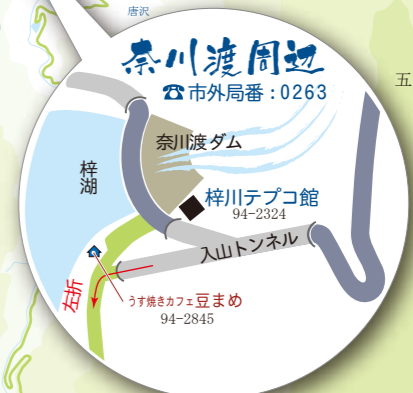 唐沢
奈川渡周辺
☎市外局番:0263
五
奈川渡ダム
梓湖
梓川テプコ館
94-2324
入山トンネル
左折
うす焼きカフェ豆まめ
94-2845